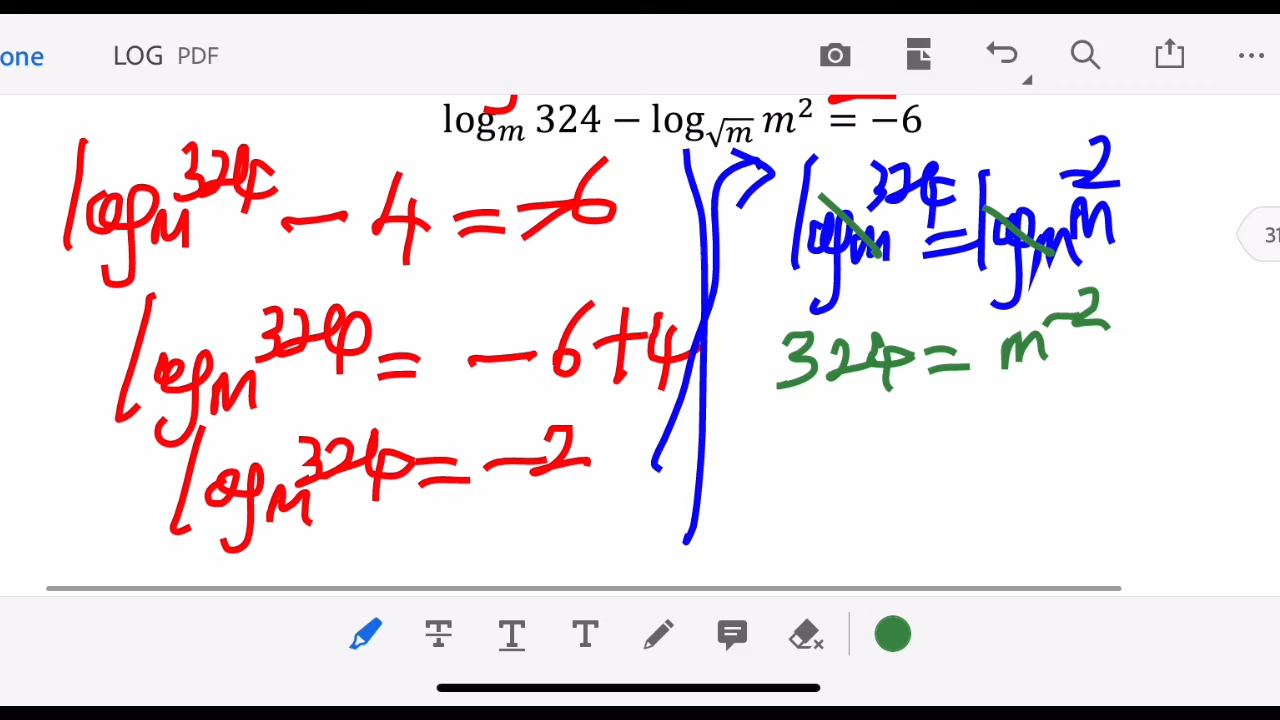 one
LOG PDF
log_m 324 − log_√m m² = −6
log_m 324 − 4 = −6
log_m 324 = −6+4
log_m 324 = −2
log_m 324 = log_m m⁻²
324 = m⁻²
31
T T T